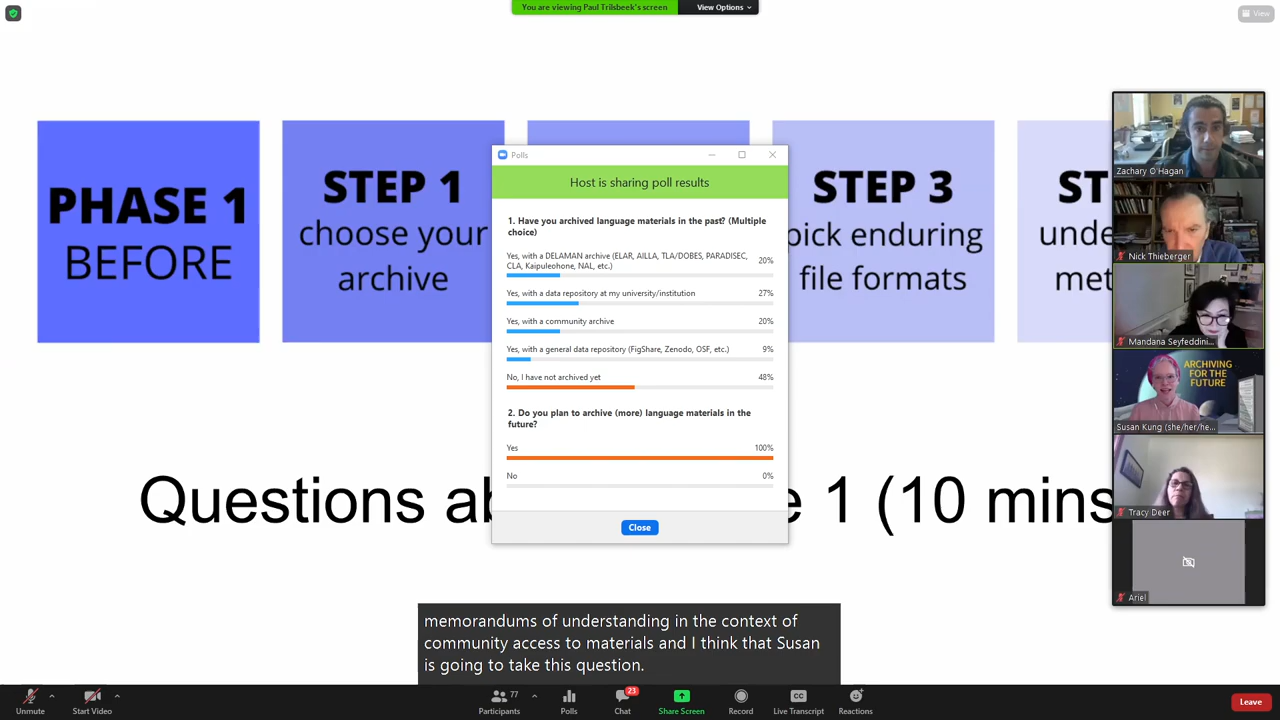 You are viewing Paul Trilsbeek's screen
View Options
View
PHASE 1
BEFORE
STEP 1
choose your
archive
STEP 3
pick enduring
file formats
ST
unde
met
Polls
Host is sharing poll results
1. Have you archived language materials in the past? (Multiple
choice)
Yes, with a DELAMAN archive (ELAR, AILLA, TLA/DOBES, PARADISEC,
CLA, Kaipuleohone, NAL, etc.)
20%
Yes, with a data repository at my university/institution
27%
Yes, with a community archive
20%
Yes, with a general data repository (FigShare, Zenodo, OSF, etc.)
9%
No, I have not archived yet
48%
2. Do you plan to archive (more) language materials in the
future?
Yes
100%
No
0%
Close
Questions ab
e 1 (10 mins
Zachary O'Hagan
Nick Thieberger
Mandana Seyfeddini...
ARCHIVING
FOR THE
FUTURE
Susan Kung (she/her/he...
Tracy Deer
Ariel
memorandums of understanding in the context of
community access to materials and I think that Susan
is going to take this question.
Unmute
Start Video
77
Participants
Polls
23
Chat
Share Screen
Record
CC
Live Transcript
Reactions
Leave